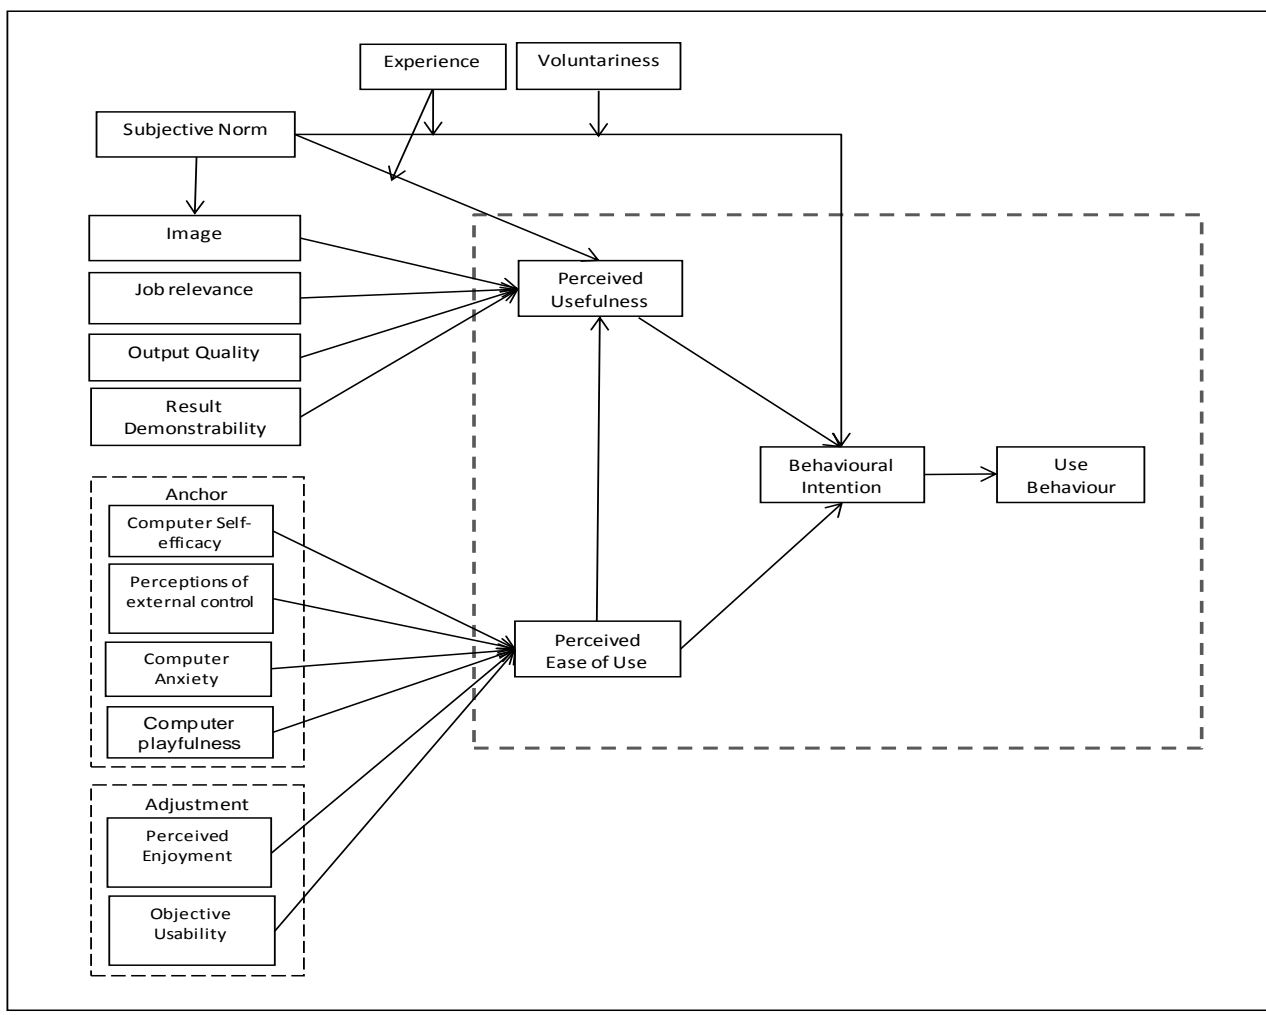 Experience
Voluntariness
Subjective Norm
Image
Job relevance
Output Quality
Result
Demonstrability
Perceived
Usefulness
Behavioural
Intention
Use
Behaviour
Anchor
Computer Self-
efficacy
Perceptions of
external control
Computer
Anxiety
Computer
playfulness
Perceived
Ease of Use
Adjustment
Perceived
Enjoyment
Objective
Usability